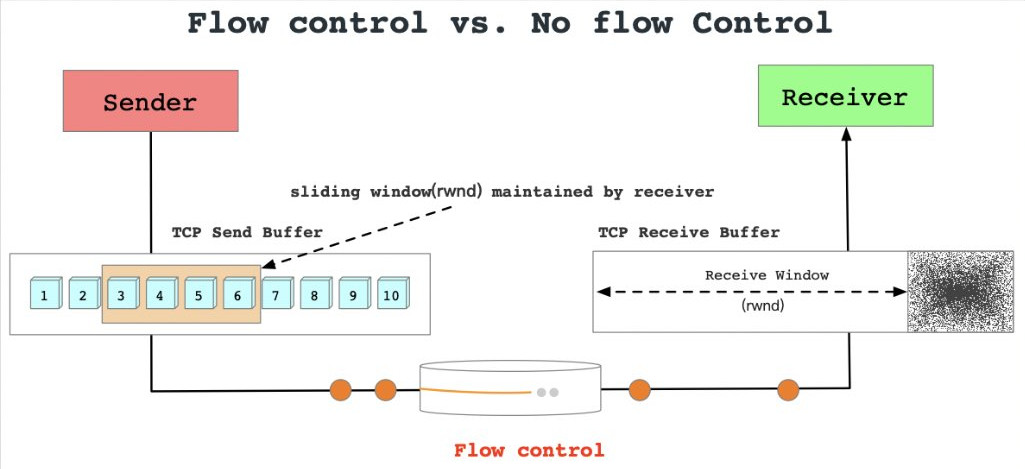 Flow control vs. No flow Control
Sender
Receiver
sliding window(rwnd) maintained by receiver
TCP Send Buffer
TCP Receive Buffer
1 2 3 4 5 6 7 8 9 10
Receive Window
(rwnd)
Flow control